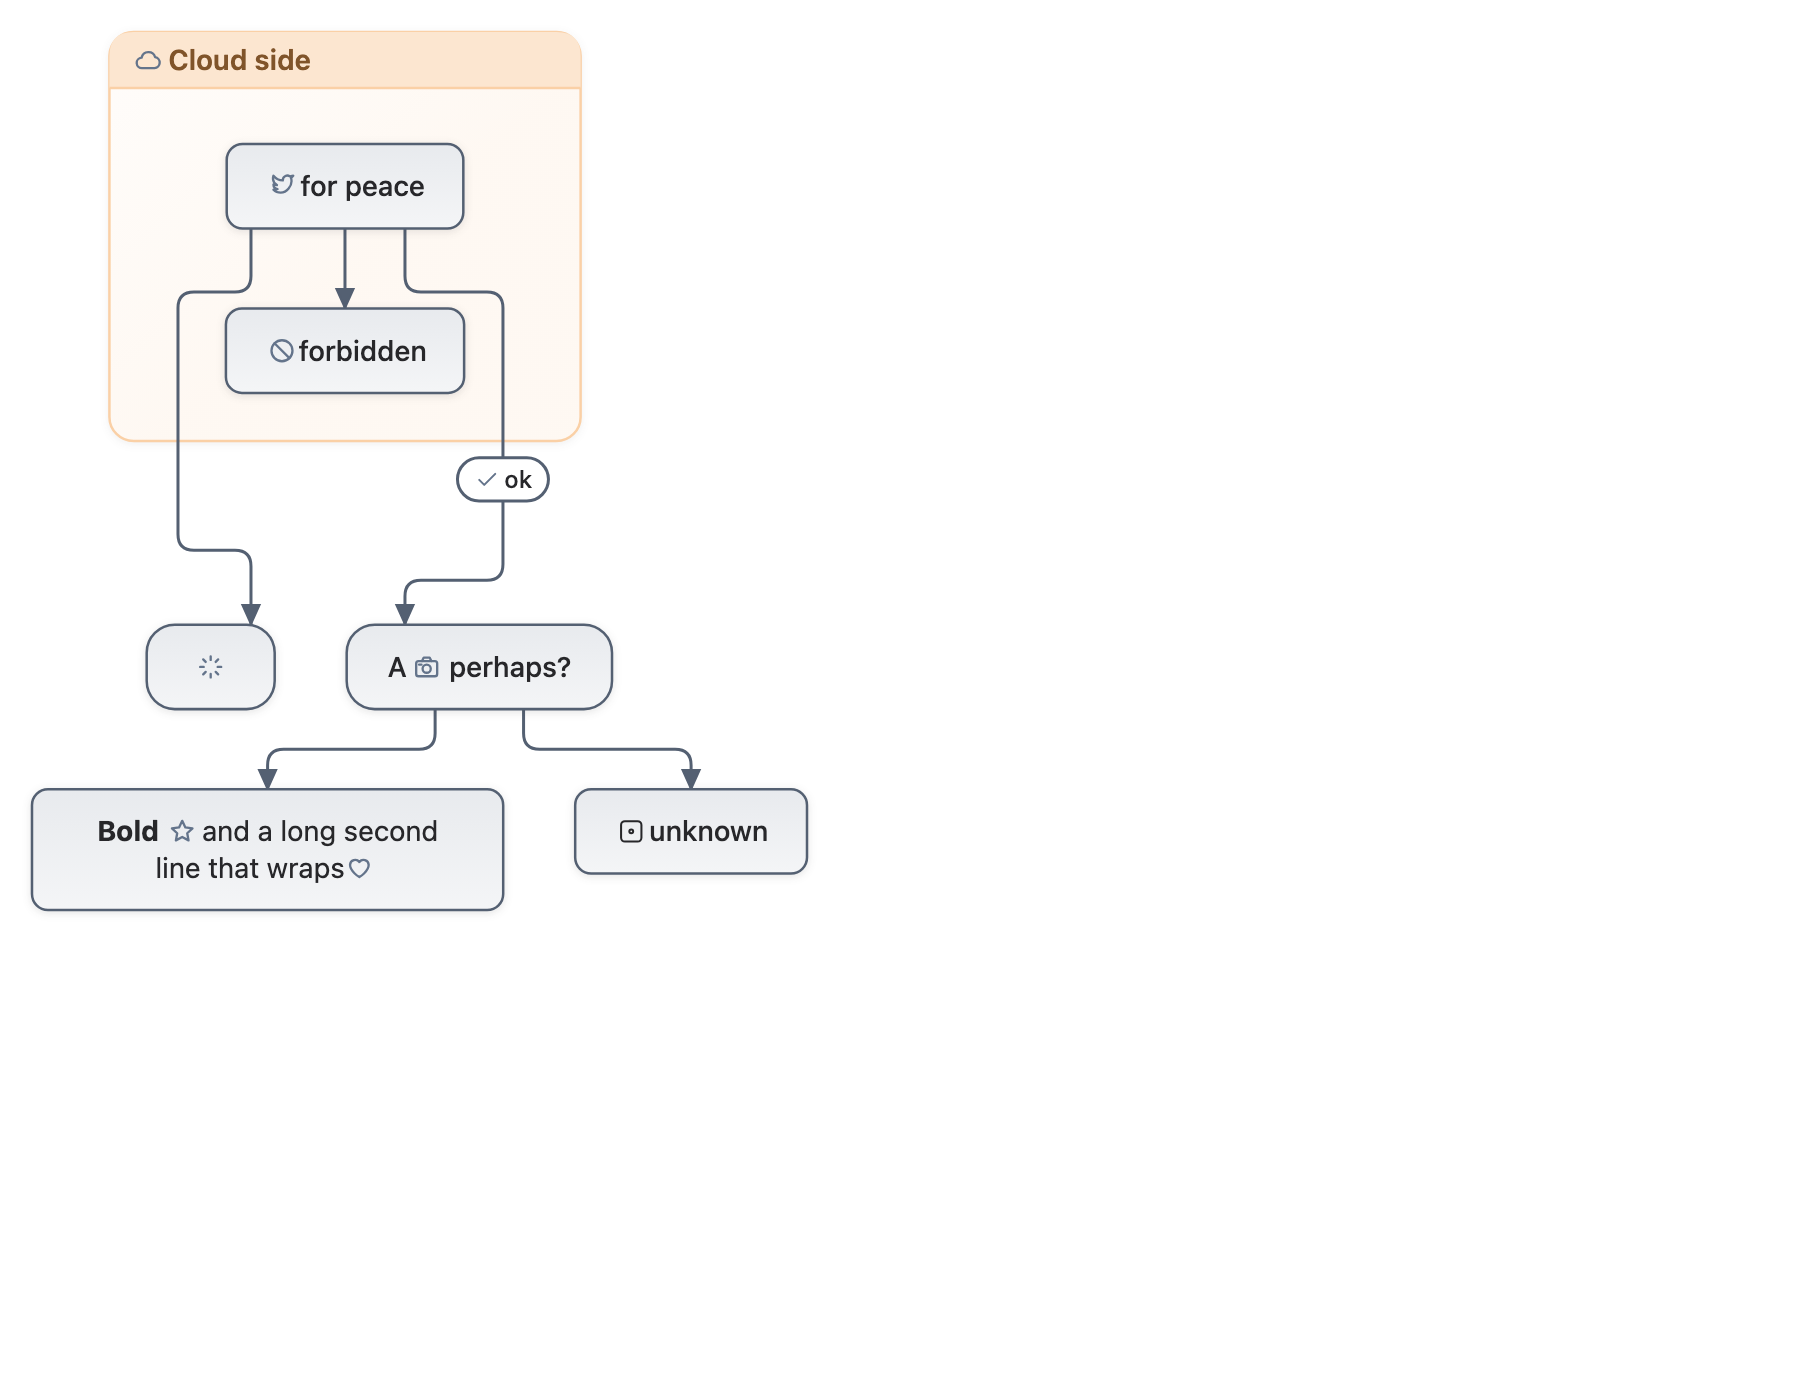 Cloud side
for peace
forbidden
ok
A perhaps?
Bold and a long second
line that wraps
unknown